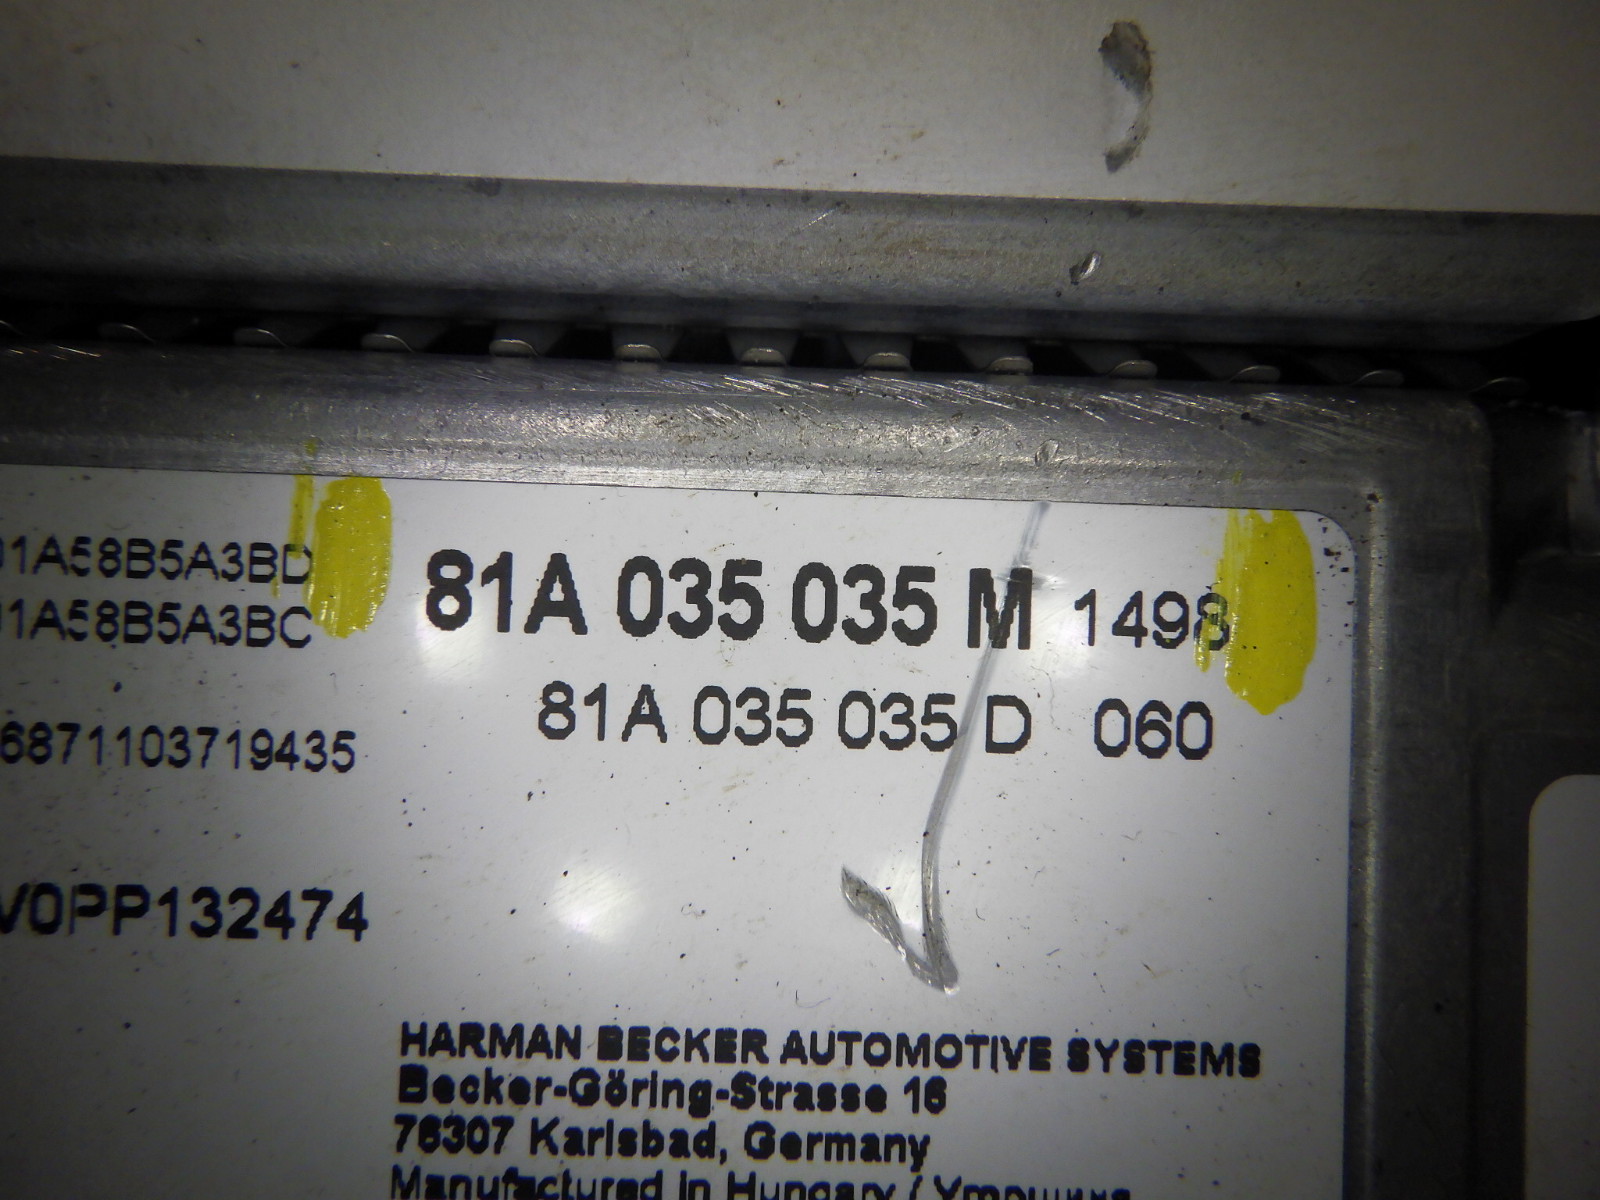 01A58B5A3BD
01A58B5A3BC
6871103719435
V0PP132474
81A 035 035 M 1498
81A 035 035 D 060
HARMAN BECKER AUTOMOTIVE SYSTEMS
Becker-Göring-Strasse 16
76307 Karlsbad, Germany
Manufactured in Hungary /